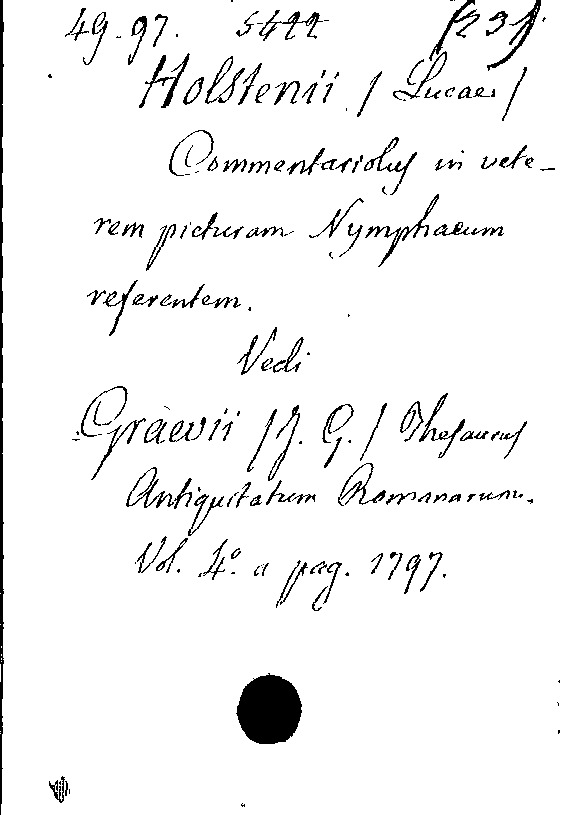 49.97. 5422 (23)
Holstenii / Lucae /
Commentariolus in vete-
rem picturam Nymphaeum
referentem.
Vedi
Graevii / J. G. / Thesaurus
Antiquitatum Romanarum.
Vol. 4º. a pag. 1797.